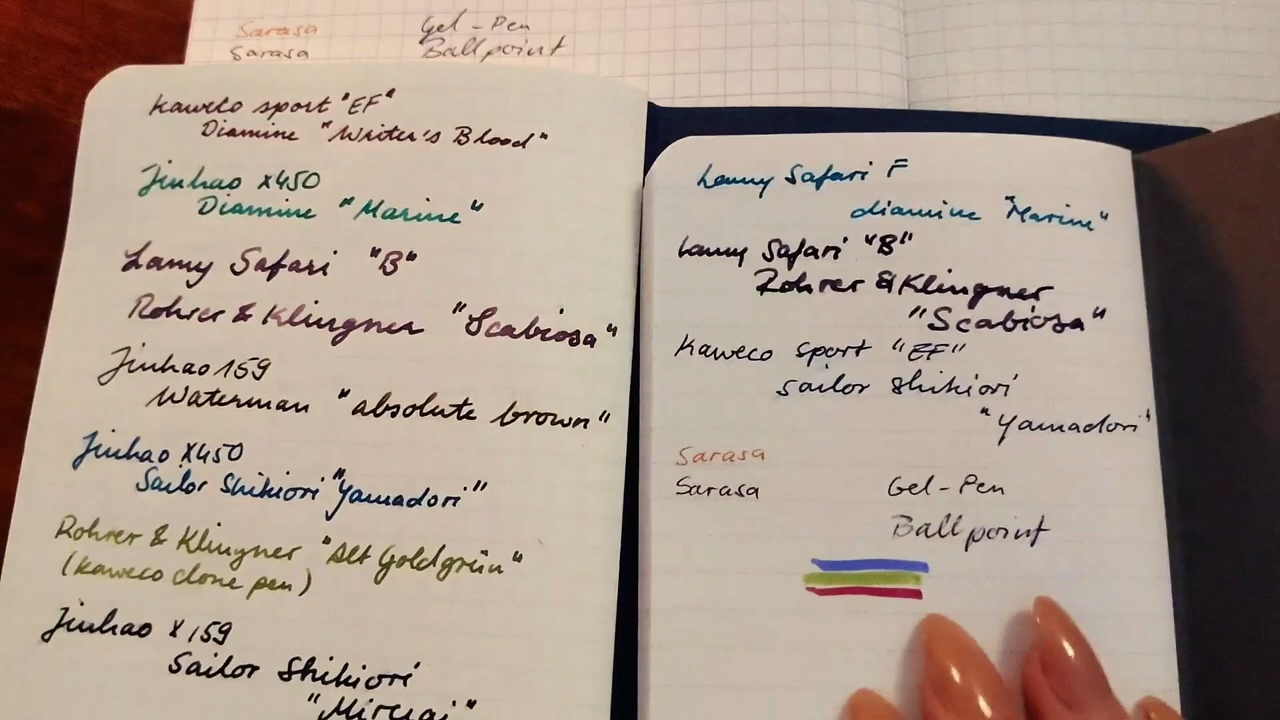 Sarasa Gel-Pen
Sarasa Ballpoint
Kaweco sport "EF"
Diamine "Writer's Blood"
Jinhao x450
Diamine "Marine"
Lamy Safari "B"
Rohrer & Klingner "Scabiosa"
Jinhao 159
Waterman "absolute brown"
Jinhao X450
Sailor Shikiori "Yamadori"
Rohrer & Klingner "Alt Goldgrün"
(Kaweco clone pen)
Jinhao X159
Sailor Shikiori
Lamy Safari F
diamine "Marine"
Lamy Safari "B"
Rohrer & Klingner
"Scabiosa"
Kaweco sport "EF"
sailor shikiori
"Yamadori"
Sarasa
Sarasa Gel-Pen
Ballpoint